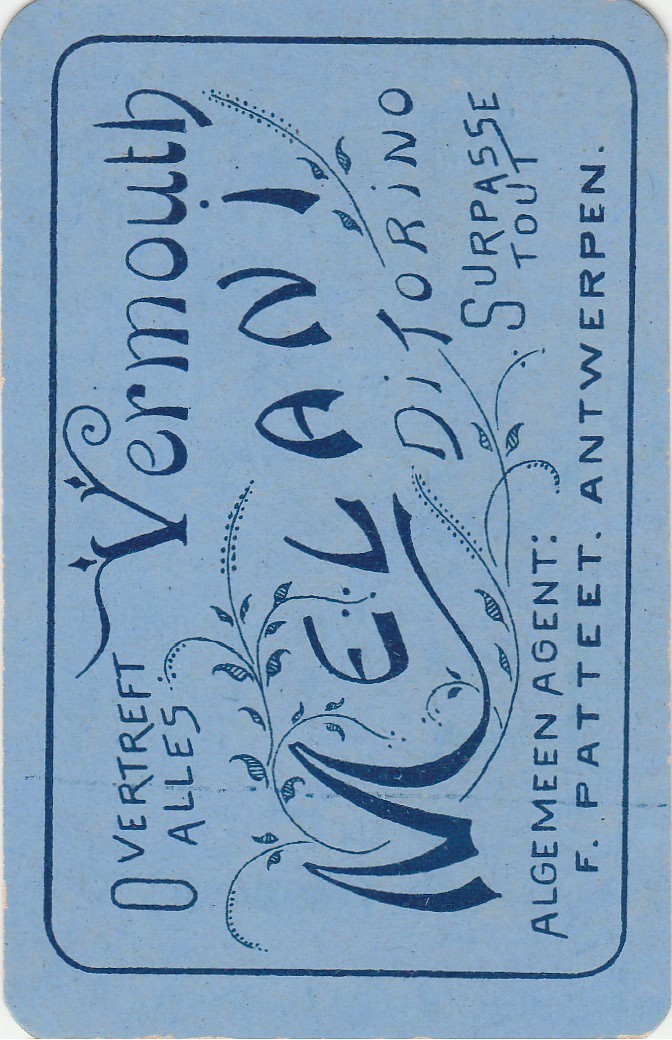 OVERTREFT
ALLES
Vermouth
MELANI
Di TORiNO
SURPASSE
TOUT
ALGEMEEN AGENT:
F. PATTEET. ANTWERPEN.